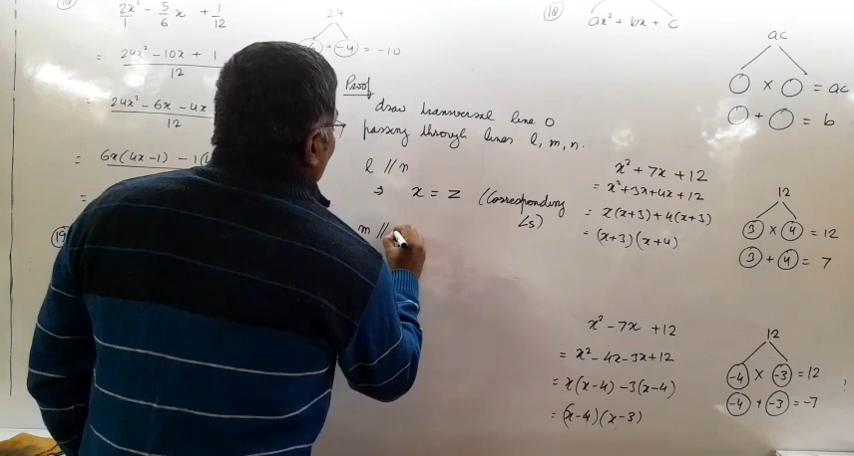 18
2x²/1 - 5/6 x + 1/12
= 24x² - 10x + 1 / 12
= 24x² - 6x - 4x / 12
= 6x(4x-1) - 1(
=
19
24
+ -4 = -10
Proof
draw transversal line o
passing through lines l, m, n.
l // n
⇒ x = z (Corresponding
∠s)
m //
18
ax² + bx + c
ac
◯ × ◯ = ac
◯ + ◯ = b
x² + 7x + 12
= x² + 3x + 4x + 12
= x(x+3) + 4(x+3)
= (x+3)(x+4)
12
3 × 4 = 12
3 + 4 = 7
x² - 7x + 12
= x² - 4x - 3x + 12
= x(x-4) - 3(x-4)
= (x-4)(x-3)
12
-4 × -3 = 12
-4 + -3 = -7